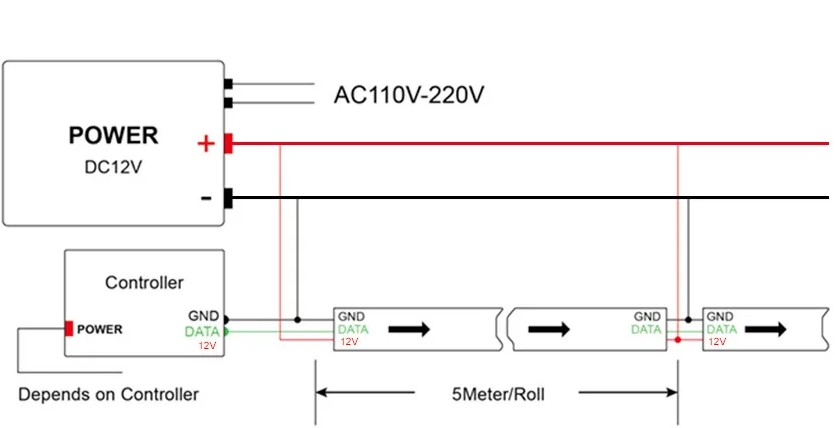 AC110V-220V
POWER
+
DC12V
-
Controller
GND
DATA
12V
POWER
GND
DATA
12V
GND
DATA
GND
DATA
12V
Depends on Controller
5Meter/Roll